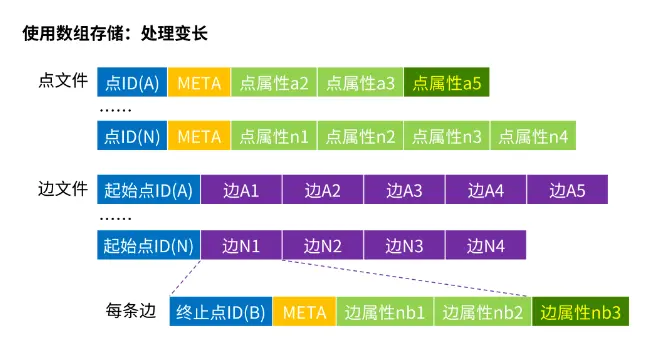 使用数组存储：处理变长
点文件 点ID(A) META 点属性a2 点属性a3 点属性a5
......
点ID(N) META 点属性n1 点属性n2 点属性n3 点属性n4
边文件 起始点ID(A) 边A1 边A2 边A3 边A4 边A5
......
起始点ID(N) 边N1 边N2 边N3 边N4
每条边 终止点ID(B) META 边属性nb1 边属性nb2 边属性nb3